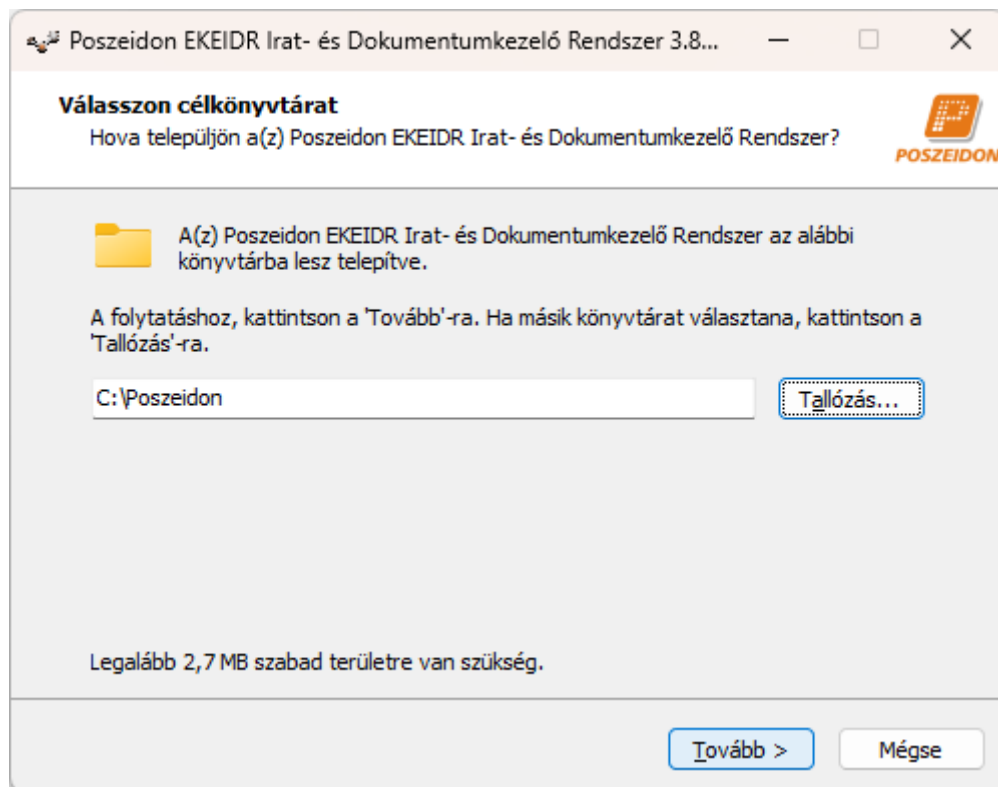 Poszeidon EKEIDR Irat- és Dokumentumkezelő Rendszer 3.8...
Válasszon célkönyvtárat
Hova települjön a(z) Poszeidon EKEIDR Irat- és Dokumentumkezelő Rendszer?
POSZEIDON
A(z) Poszeidon EKEIDR Irat- és Dokumentumkezelő Rendszer az alábbi
könyvtárba lesz telepítve.
A folytatáshoz, kattintson a 'Tovább'-ra. Ha másik könyvtárat választana, kattintson a
'Tallózás'-ra.
C:\Poszeidon
Tallózás...
Legalább 2,7 MB szabad területre van szükség.
Tovább >
Mégse